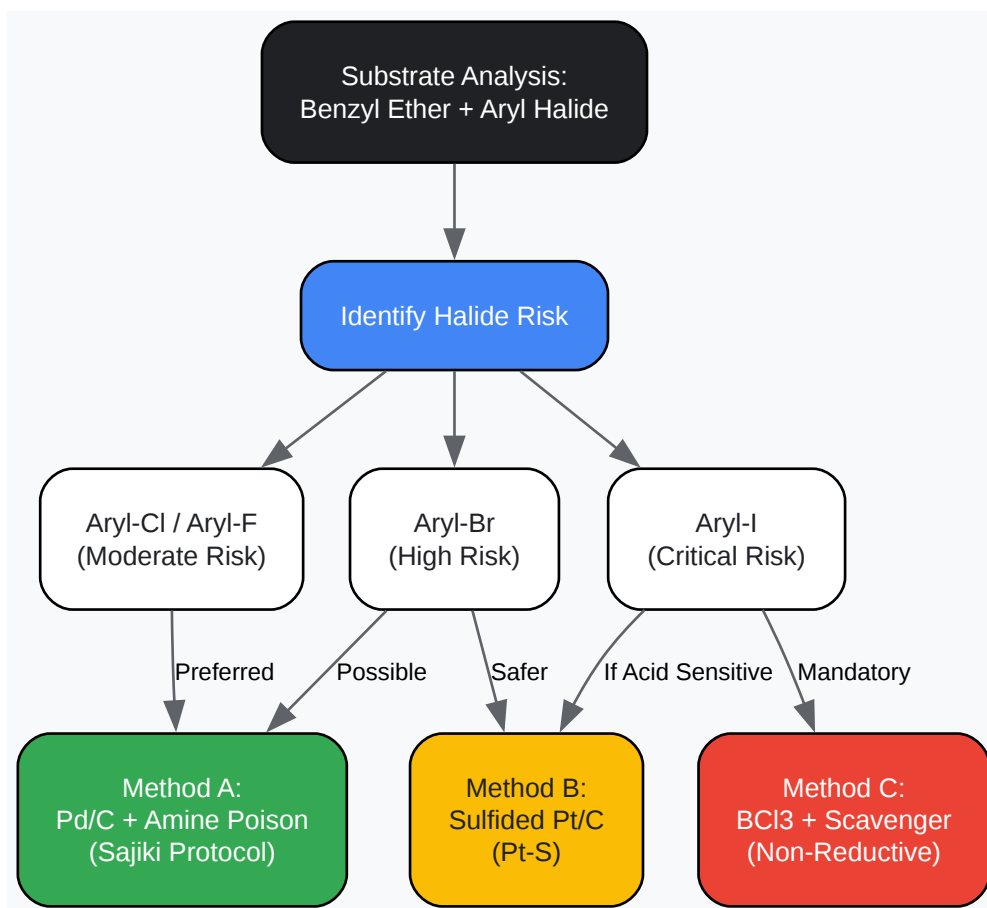 Substrate Analysis:
Benzyl Ether + Aryl Halide
Identify Halide Risk
Aryl-Cl / Aryl-F
(Moderate Risk)
Aryl-Br
(High Risk)
Aryl-I
(Critical Risk)
Preferred
Possible
Safer
If Acid Sensitive
Mandatory
Method A:
Pd/C + Amine Poison
(Sajiki Protocol)
Method B:
Sulfided Pt/C
(Pt-S)
Method C:
BCl3 + Scavenger
(Non-Reductive)